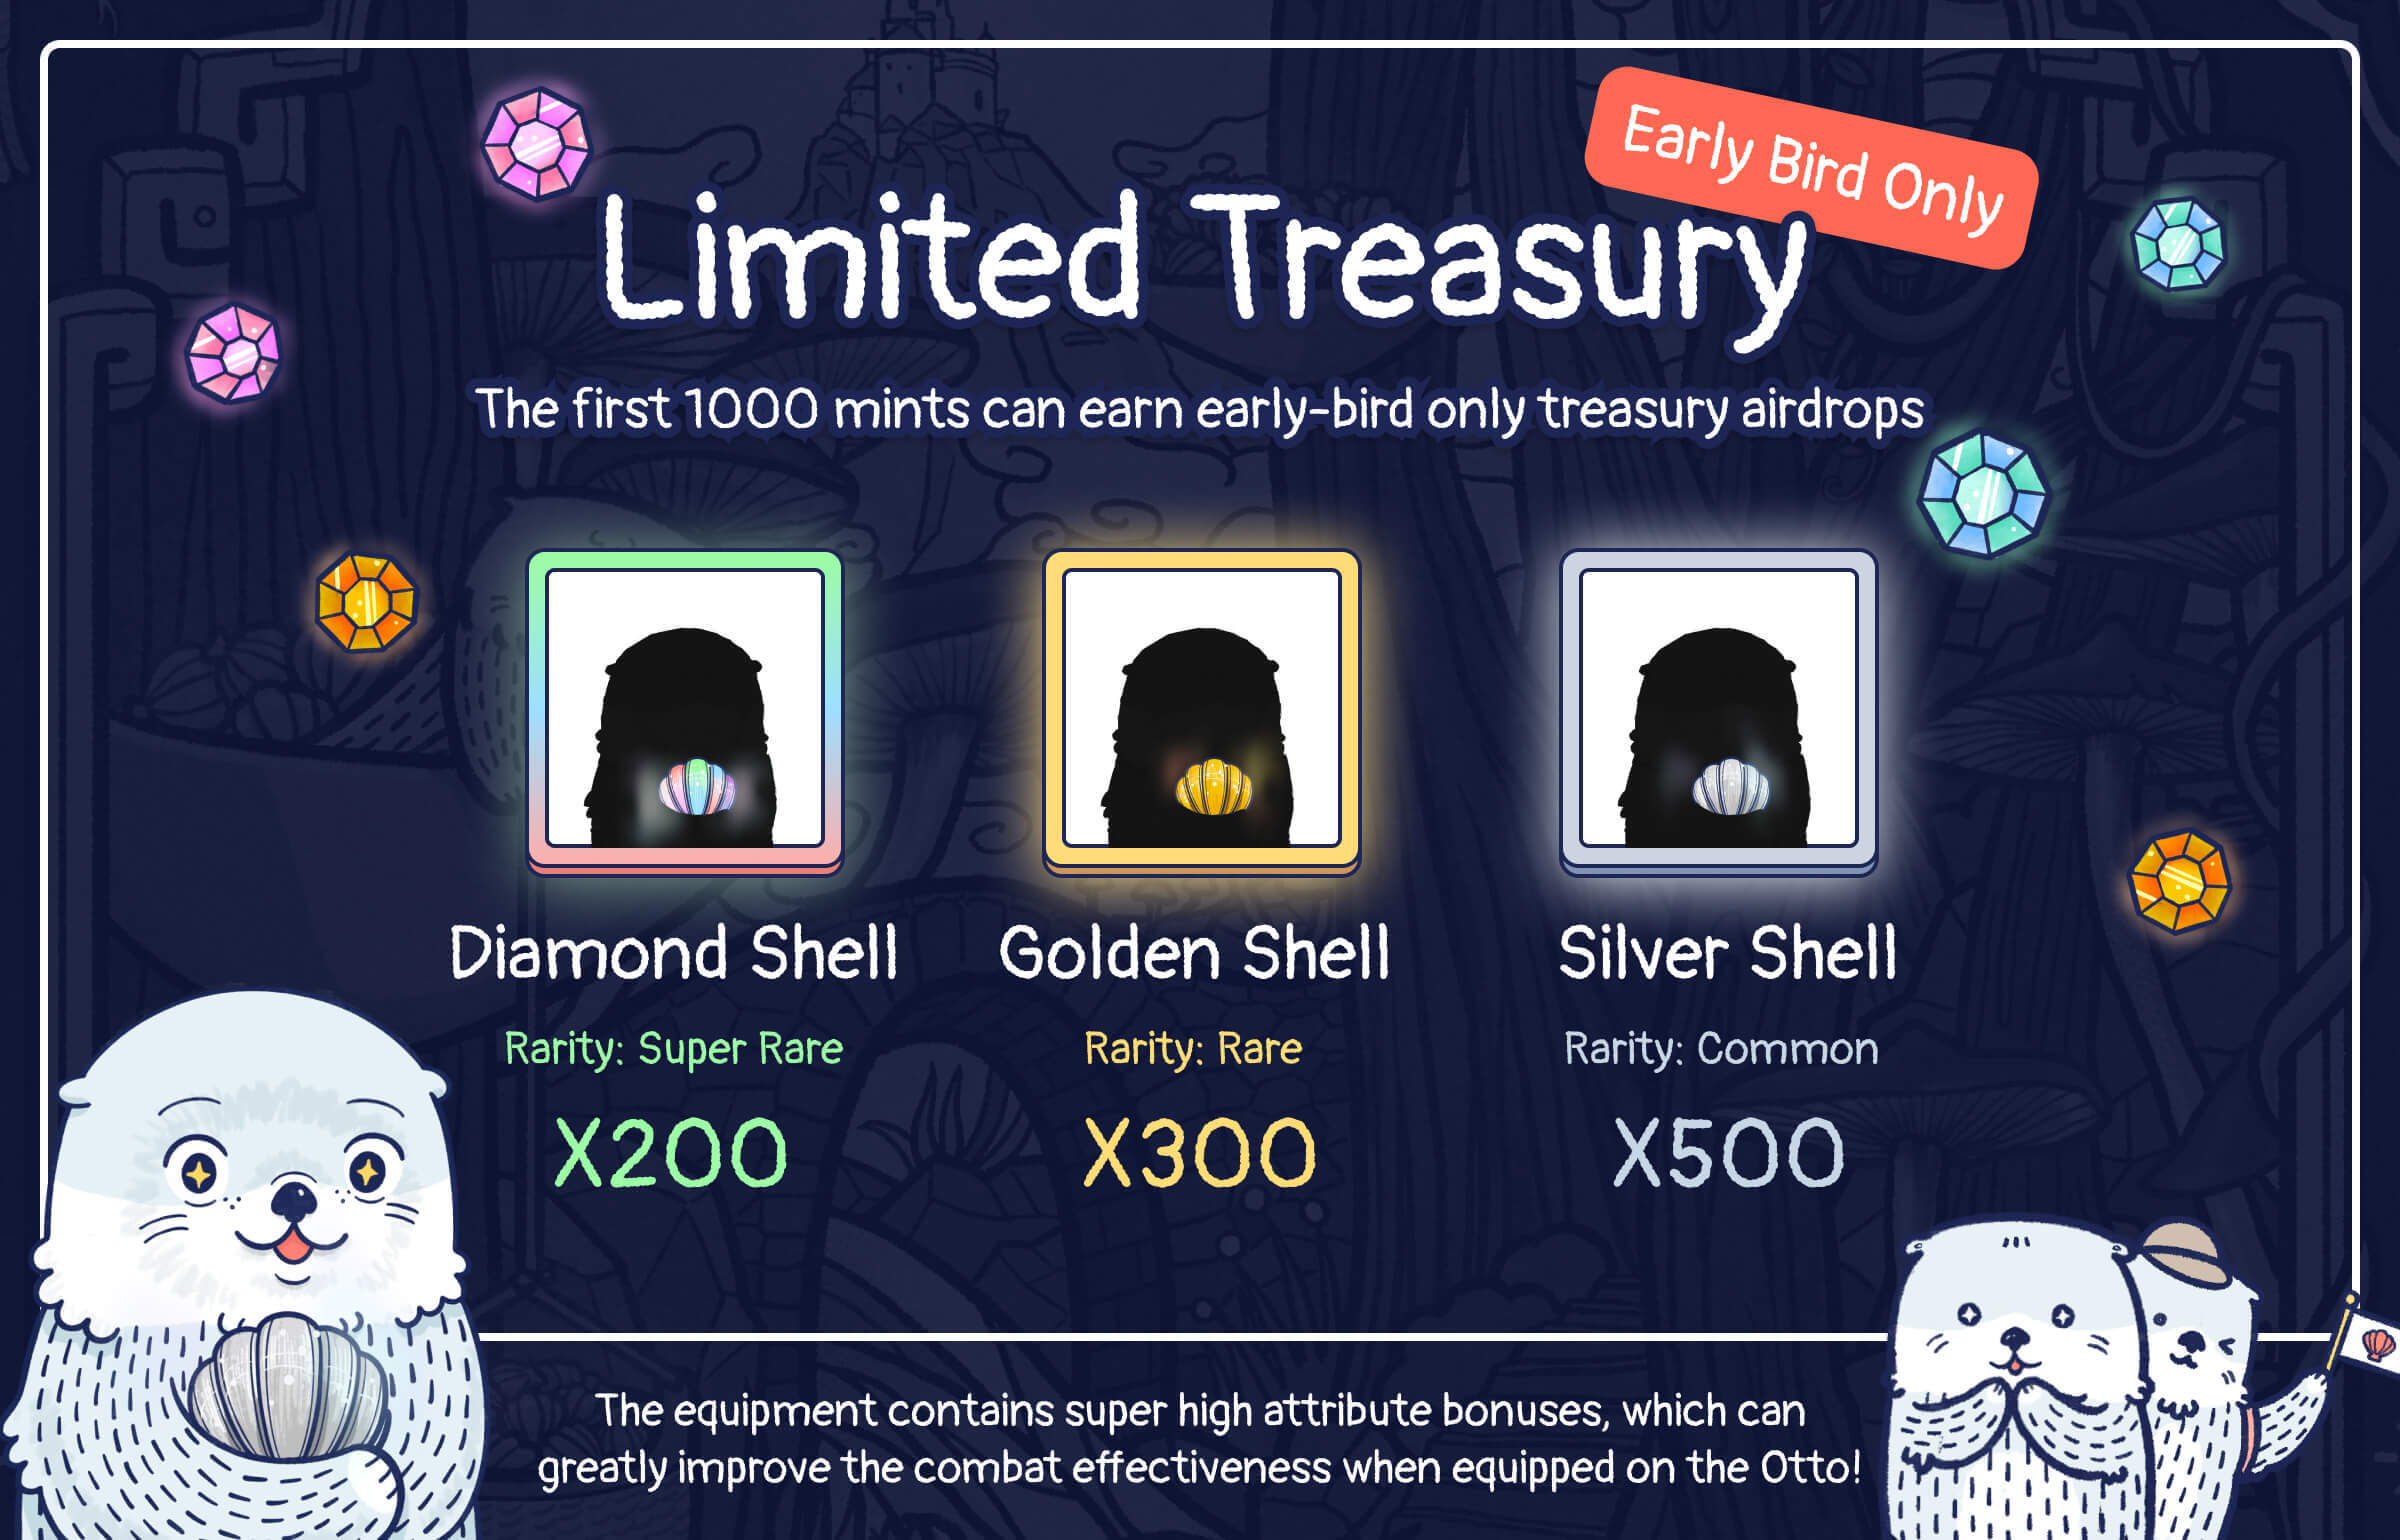 Early Bird Only
Limited Treasury
The first 1000 mints can earn early-bird only treasury airdrops
Diamond Shell
Rarity: Super Rare
X200
Golden Shell
Rarity: Rare
X300
Silver Shell
Rarity: Common
X500
The equipment contains super high attribute bonuses, which can
greatly improve the combat effectiveness when equipped on the Otto!